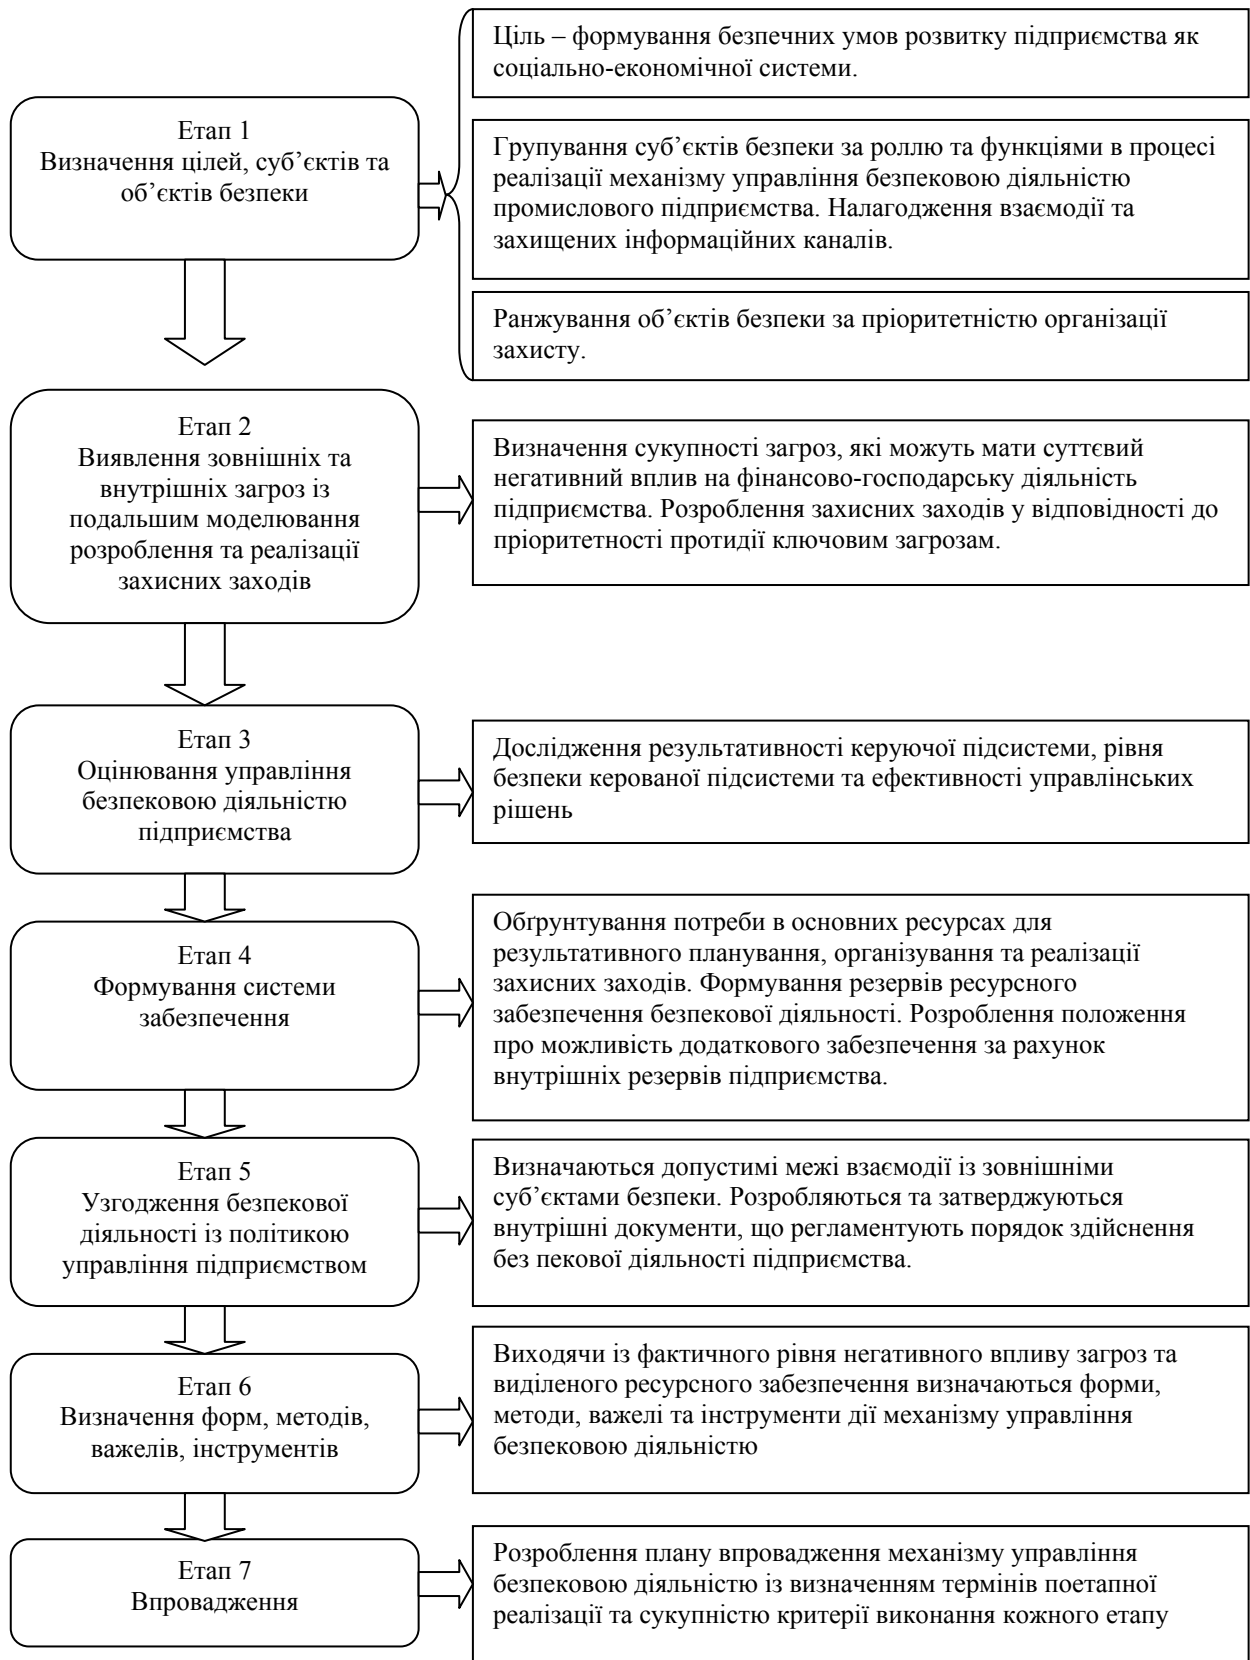 Етап 1
Визначення цілей, суб’єктів та
об’єктів безпеки
Ціль – формування безпечних умов розвитку підприємства як
соціально-економічної системи.
Групування суб’єктів безпеки за роллю та функціями в процесі
реалізації механізму управління безпековою діяльністю
промислового підприємства. Налагодження взаємодії та
захищених інформаційних каналів.
Ранжування об’єктів безпеки за пріоритетністю організації
захисту.
Етап 2
Виявлення зовнішніх та
внутрішніх загроз із
подальшим моделювання
розроблення та реалізації
захисних заходів
Визначення сукупності загроз, які можуть мати суттєвий
негативний вплив на фінансово-господарську діяльність
підприємства. Розроблення захисних заходів у відповідності до
пріоритетності протидії ключовим загрозам.
Етап 3
Оцінювання управління
безпековою діяльністю
підприємства
Дослідження результативності керуючої підсистеми, рівня
безпеки керованої підсистеми та ефективності управлінських
рішень
Етап 4
Формування системи
забезпечення
Обґрунтування потреби в основних ресурсах для
результативного планування, організування та реалізації
захисних заходів. Формування резервів ресурсного
забезпечення безпекової діяльності. Розроблення положення
про можливість додаткового забезпечення за рахунок
внутрішніх резервів підприємства.
Етап 5
Узгодження безпекової
діяльності із політикою
управління підприємством
Визначаються допустимі межі взаємодії із зовнішніми
суб’єктами безпеки. Розробляються та затверджуються
внутрішні документи, що регламентують порядок здійснення
без пекової діяльності підприємства.
Етап 6
Визначення форм, методів,
важелів, інструментів
Виходячи із фактичного рівня негативного впливу загроз та
виділеного ресурсного забезпечення визначаються форми,
методи, важелі та інструменти дії механізму управління
безпековою діяльністю
Етап 7
Впровадження
Розроблення плану впровадження механізму управління
безпековою діяльністю із визначенням термінів поетапної
реалізації та сукупністю критерії виконання кожного етапу